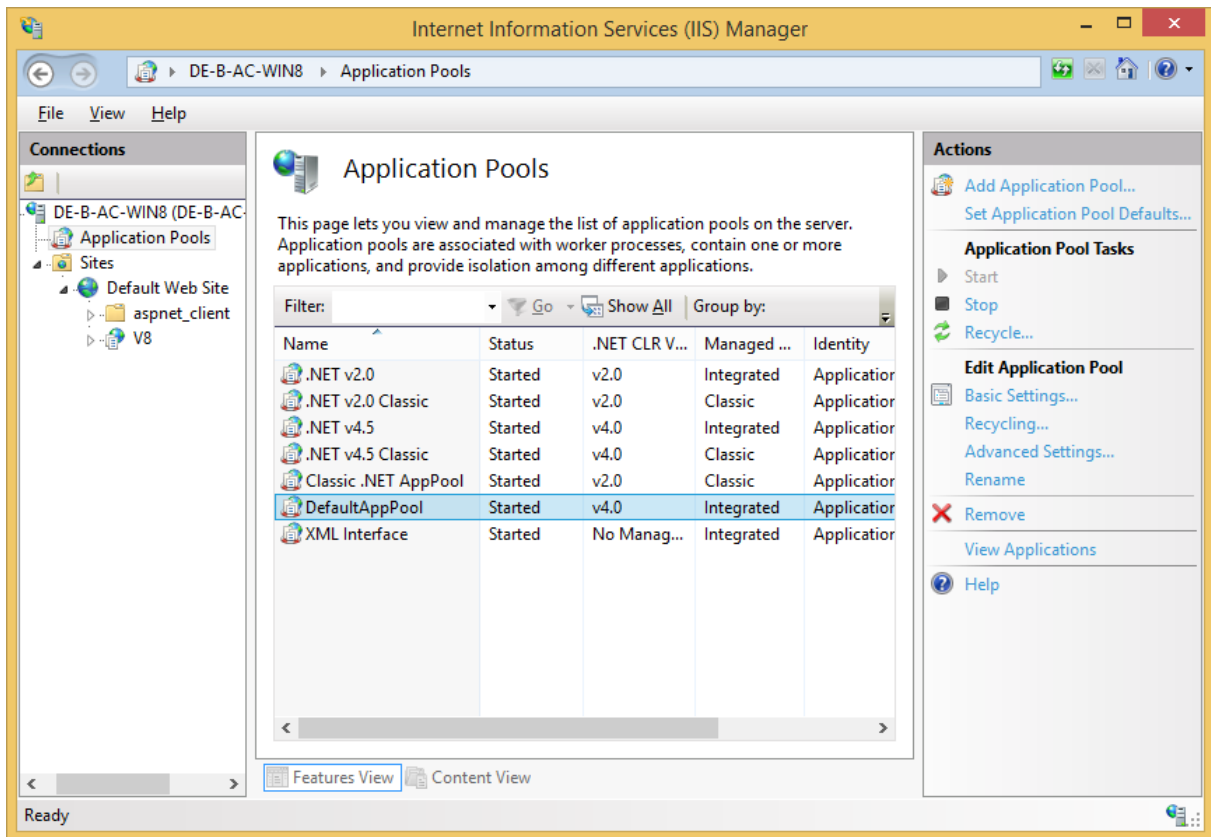 Internet Information Services (IIS) Manager
DE-B-AC-WIN8 Application Pools
File View Help
Connections
DE-B-AC-WIN8 (DE-B-AC-
Application Pools
Sites
Default Web Site
aspnet_client
V8
Application Pools
This page lets you view and manage the list of application pools on the server.
Application pools are associated with worker processes, contain one or more
applications, and provide isolation among different applications.
Filter: Go Show All Group by:
Name Status .NET CLR V... Managed ... Identity
.NET v2.0 Started v2.0 Integrated Application
.NET v2.0 Classic Started v2.0 Classic Application
.NET v4.5 Started v4.0 Integrated Application
.NET v4.5 Classic Started v4.0 Classic Application
Classic .NET AppPool Started v2.0 Classic Application
DefaultAppPool Started v4.0 Integrated Application
XML Interface Started No Manag... Integrated Application
Features View Content View
Actions
Add Application Pool...
Set Application Pool Defaults...
Application Pool Tasks
Start
Stop
Recycle...
Edit Application Pool
Basic Settings...
Recycling...
Advanced Settings...
Rename
Remove
View Applications
Help
Ready